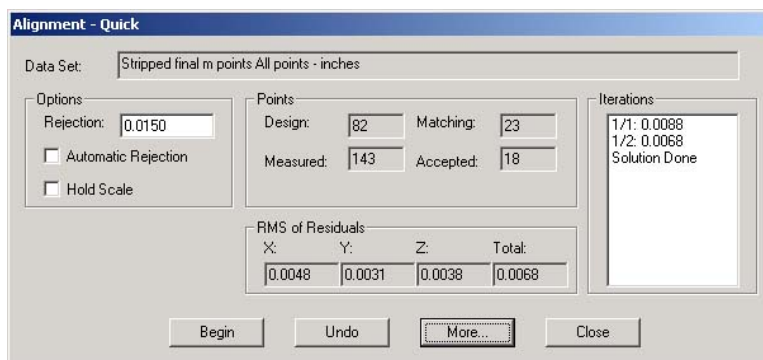 Alignment - Quick
Data Set: Stripped final m points All points - inches
Options
Rejection: 0.0150
Automatic Rejection
Hold Scale
Points
Design: 82 Matching: 23
Measured: 143 Accepted: 18
RMS of Residuals
X: Y: Z: Total:
0.0048 0.0031 0.0038 0.0068
Iterations
1/1: 0.0088
1/2: 0.0068
Solution Done
Begin Undo More... Close